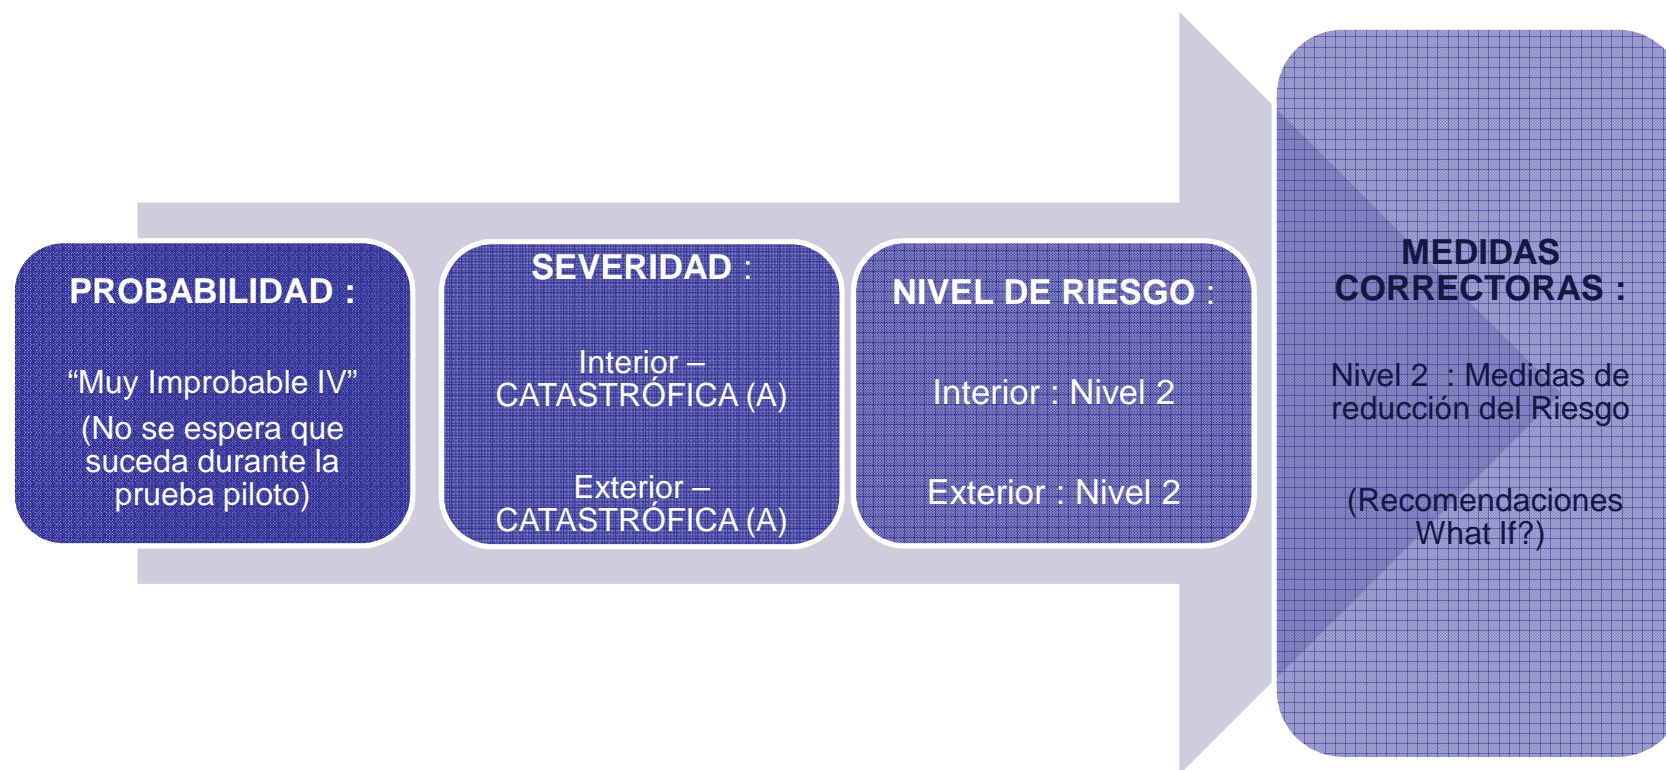 PROBABILIDAD :
“Muy Improbable IV”
(No se espera que
suceda durante la
prueba piloto)
SEVERIDAD :
Interior –
CATASTRÓFICA (A)
Exterior –
CATASTRÓFICA (A)
NIVEL DE RIESGO :
Interior : Nivel 2
Exterior : Nivel 2
MEDIDAS
CORRECTORAS :
Nivel 2  : Medidas de
reducción del Riesgo
(Recomendaciones
What If?)